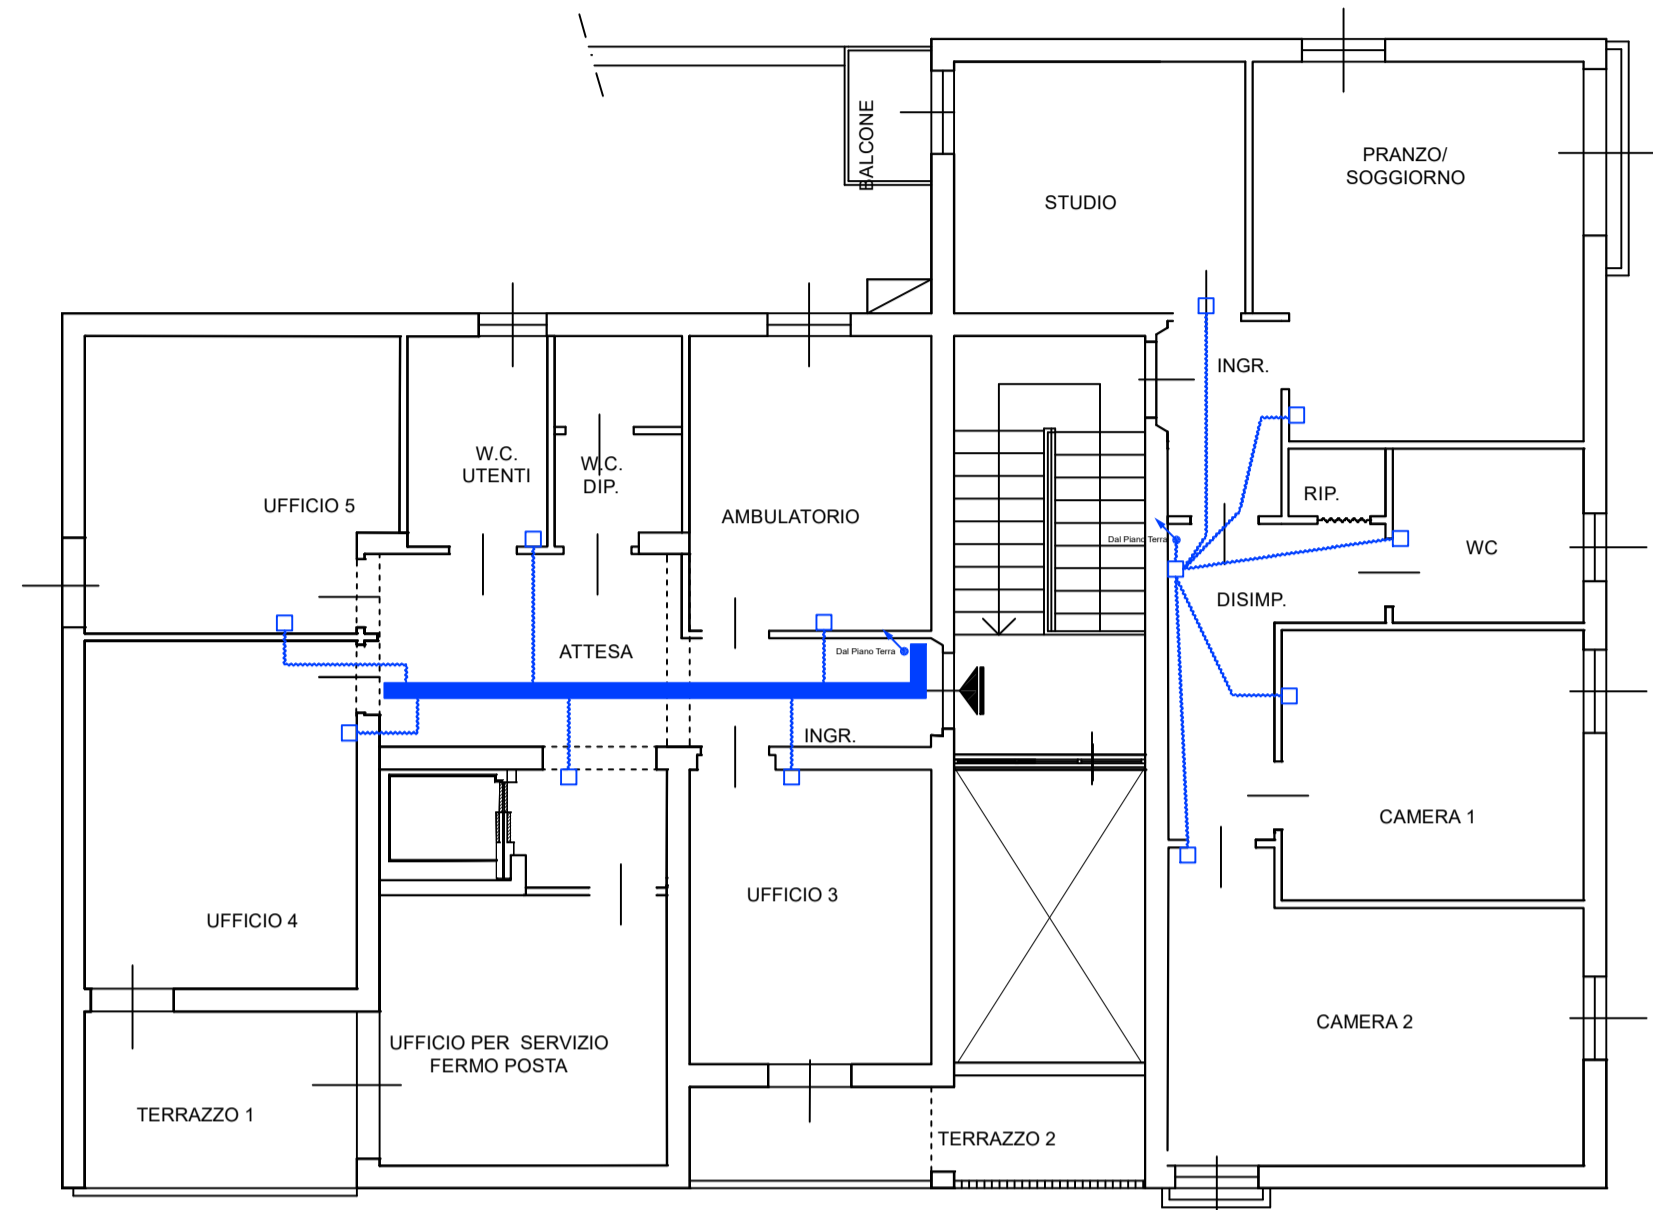 BALCONE
STUDIO
PRANZO/
SOGGIORNO
INGR.
W.C.
UTENTI
W.C.
DIP.
UFFICIO 5
AMBULATORIO
RIP.
Dal Piano Terra
WC
DISIMP.
ATTESA
Dal Piano Terra
INGR.
CAMERA 1
UFFICIO 3
UFFICIO 4
CAMERA 2
UFFICIO PER SERVIZIO
FERMO POSTA
TERRAZZO 1
TERRAZZO 2